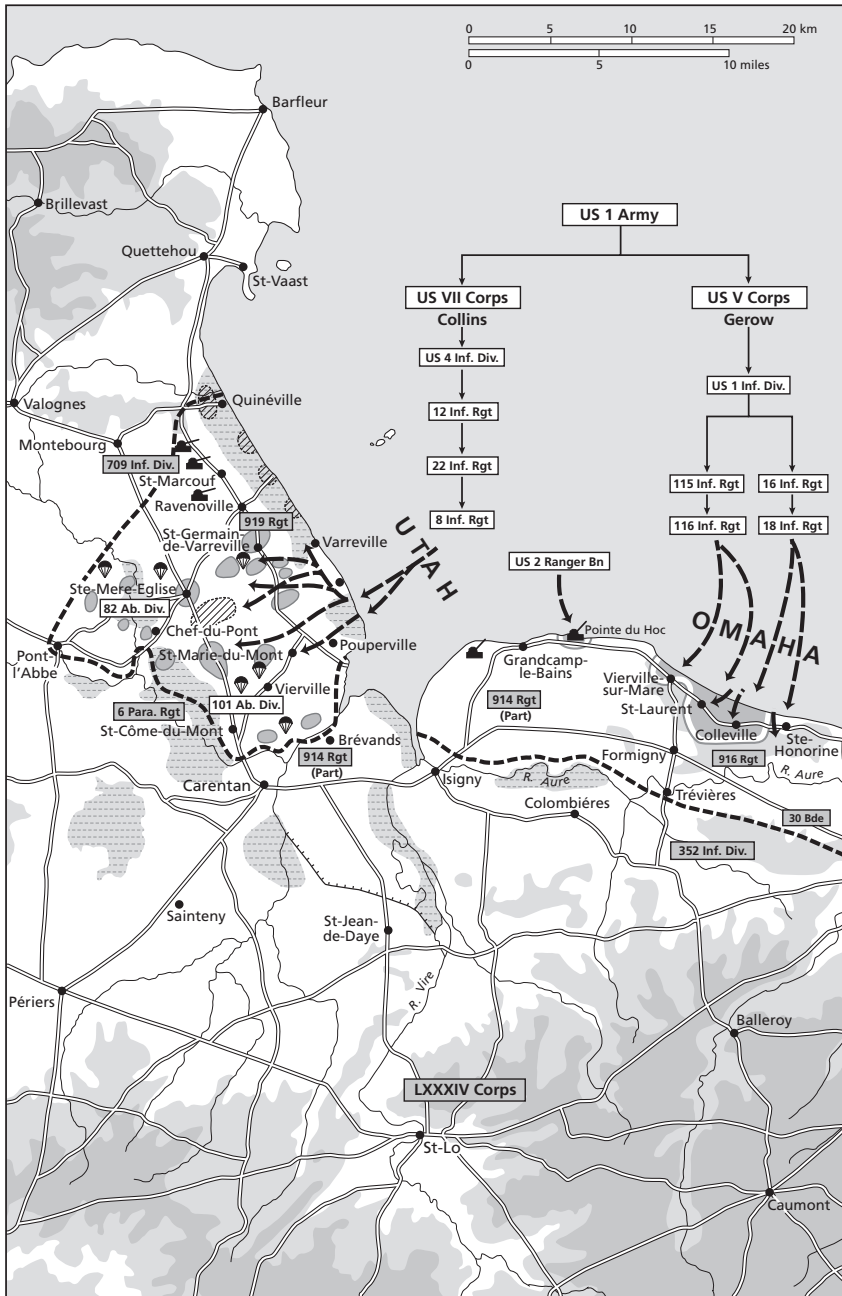 0 5 10 15 20 km
0 5 10 miles
Barfleur
Brillevast
Quettehou
St-Vaast
US 1 Army
US VII Corps
Collins
US 4 Inf. Div.
12 Inf. Rgt
22 Inf. Rgt
8 Inf. Rgt
US V Corps
Gerow
US 1 Inf. Div.
115 Inf. Rgt
16 Inf. Rgt
116 Inf. Rgt
18 Inf. Rgt
Valognes
Quinéville
Montebourg
709 Inf. Div.
St-Marcouf
Ravenoville
919 Rgt
St-Germain
de-Varreville
Varreville
UTAH
US 2 Ranger Bn
OMAHA
Ste-Mere-Eglise
82 Ab. Div.
Chef-du-Pont
Pont-
l'Abbe
St-Marie-du-Mont
Pouperville
Pointe du Hoc
Grandcamp-
le-Bains
Vierville-
sur-Mare
St-Laurent
Colleville
Ste-
Honorine
Vierville
6 Para. Rgt
101 Ab. Div.
St-Côme-du-Mont
914 Rgt
(Part)
Brévands
914 Rgt
(Part)
916 Rgt
Formigny
R. Aure
R. Aure
Carentan
Isigny
Trévières
Colombiéres
30 Bde
352 Inf. Div.
Sainteny
St-Jean-
de-Daye
R. Vire
Périers
Balleroy
LXXXIV Corps
St-Lo
Caumont